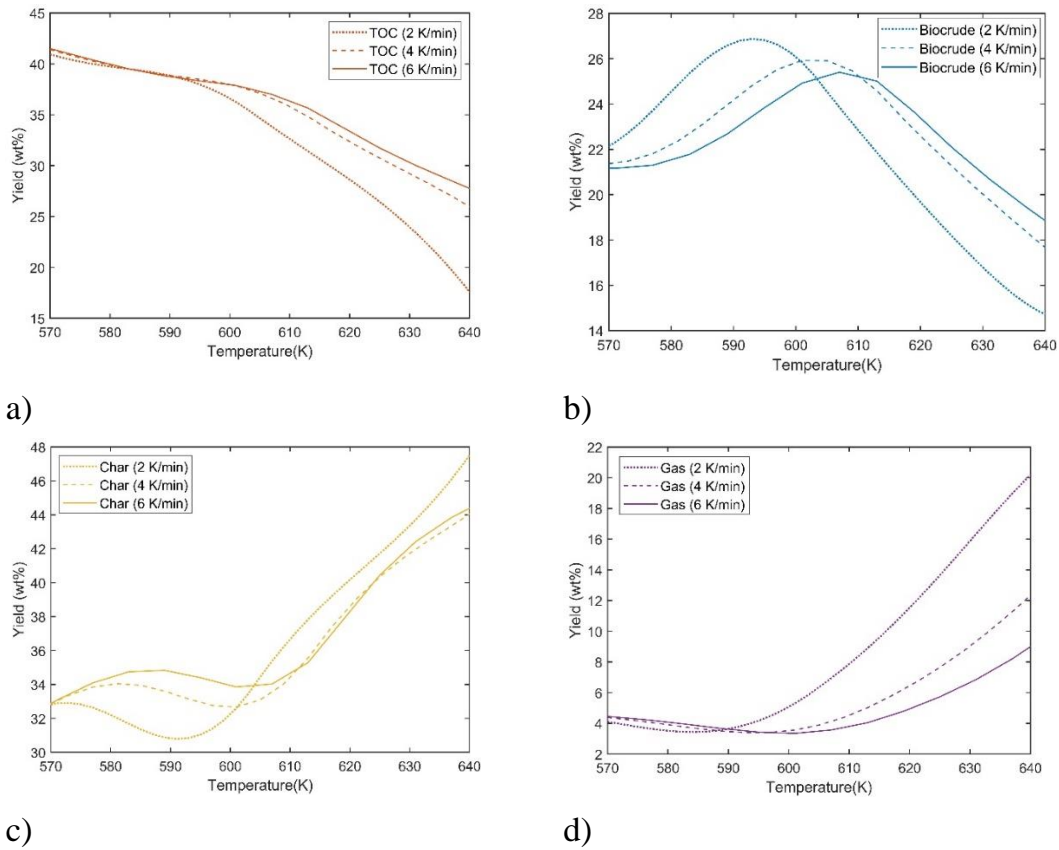 45
40
35
30
25
20
15
Yield (wt%)
570 580 590 600 610 620 630 640
Temperature(K)
TOC (2 K/min)
TOC (4 K/min)
TOC (6 K/min)
a)
28
26
24
22
20
18
16
14
Yield (wt%)
570 580 590 600 610 620 630 640
Temperature(K)
Biocrude (2 K/min)
Biocrude (4 K/min)
Biocrude (6 K/min)
b)
48
46
44
42
40
38
36
34
32
30
Yield (wt%)
570 580 590 600 610 620 630 640
Temperature(K)
Char (2 K/min)
Char (4 K/min)
Char (6 K/min)
c)
22
20
18
16
14
12
10
8
6
4
2
Yield (wt%)
570 580 590 600 610 620 630 640
Temperature(K)
Gas (2 K/min)
Gas (4 K/min)
Gas (6 K/min)
d)